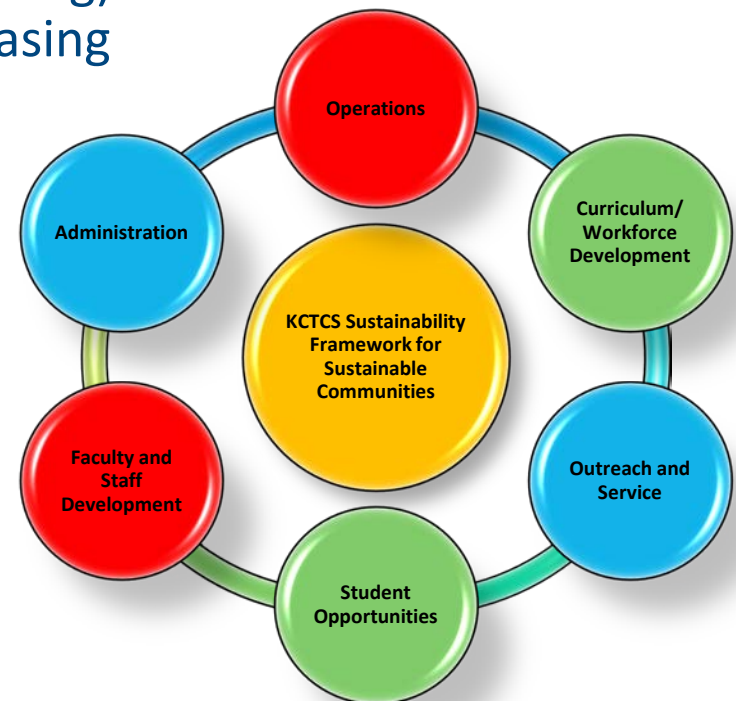 asing
Operations
Administration
Curriculum/
Workforce
Development
KCTCS Sustainability
Framework for
Sustainable
Communities
Faculty and
Staff
Development
Outreach and
Service
Student
Opportunities